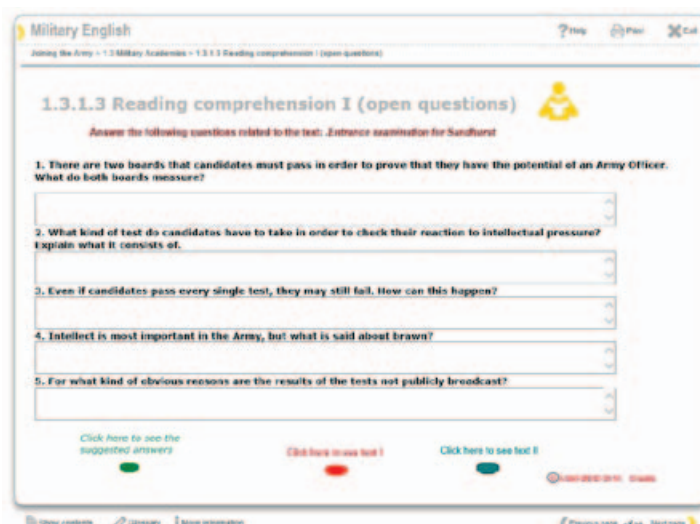 Military English
Help Print Exit
Joining the Army > 1.3 Military Academies > 1.3.1.3 Reading comprehension I (open questions)
1.3.1.3 Reading comprehension I (open questions)
Answer the following questions related to the text: Entrance examination for Sandhurst
1. There are two boards that candidates must pass in order to prove that they have the potential of an Army Officer.
What do both boards measure?
2. What kind of test do candidates have to take in order to check their reaction to intellectual pressure?
Explain what it consists of.
3. Even if candidates pass every single test, they may still fail. How can this happen?
4. Intellect is most important in the Army, but what is said about brawn?
5. For what kind of obvious reasons are the results of the tests not publicly broadcast?
Click here to see the
suggested answers
Click here to see text I
Click here to see text II
Credits
Show contents Glossary More information